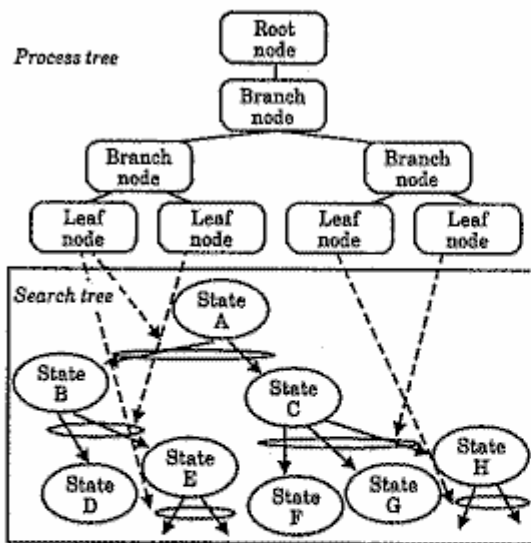 Root
node
Process tree
Branch
node
Branch
node
Branch
node
Leaf
node
Leaf
node
Leaf
node
Leaf
node
Search tree
State
A
State
B
State
C
State
D
State
E
State
F
State
G
State
H